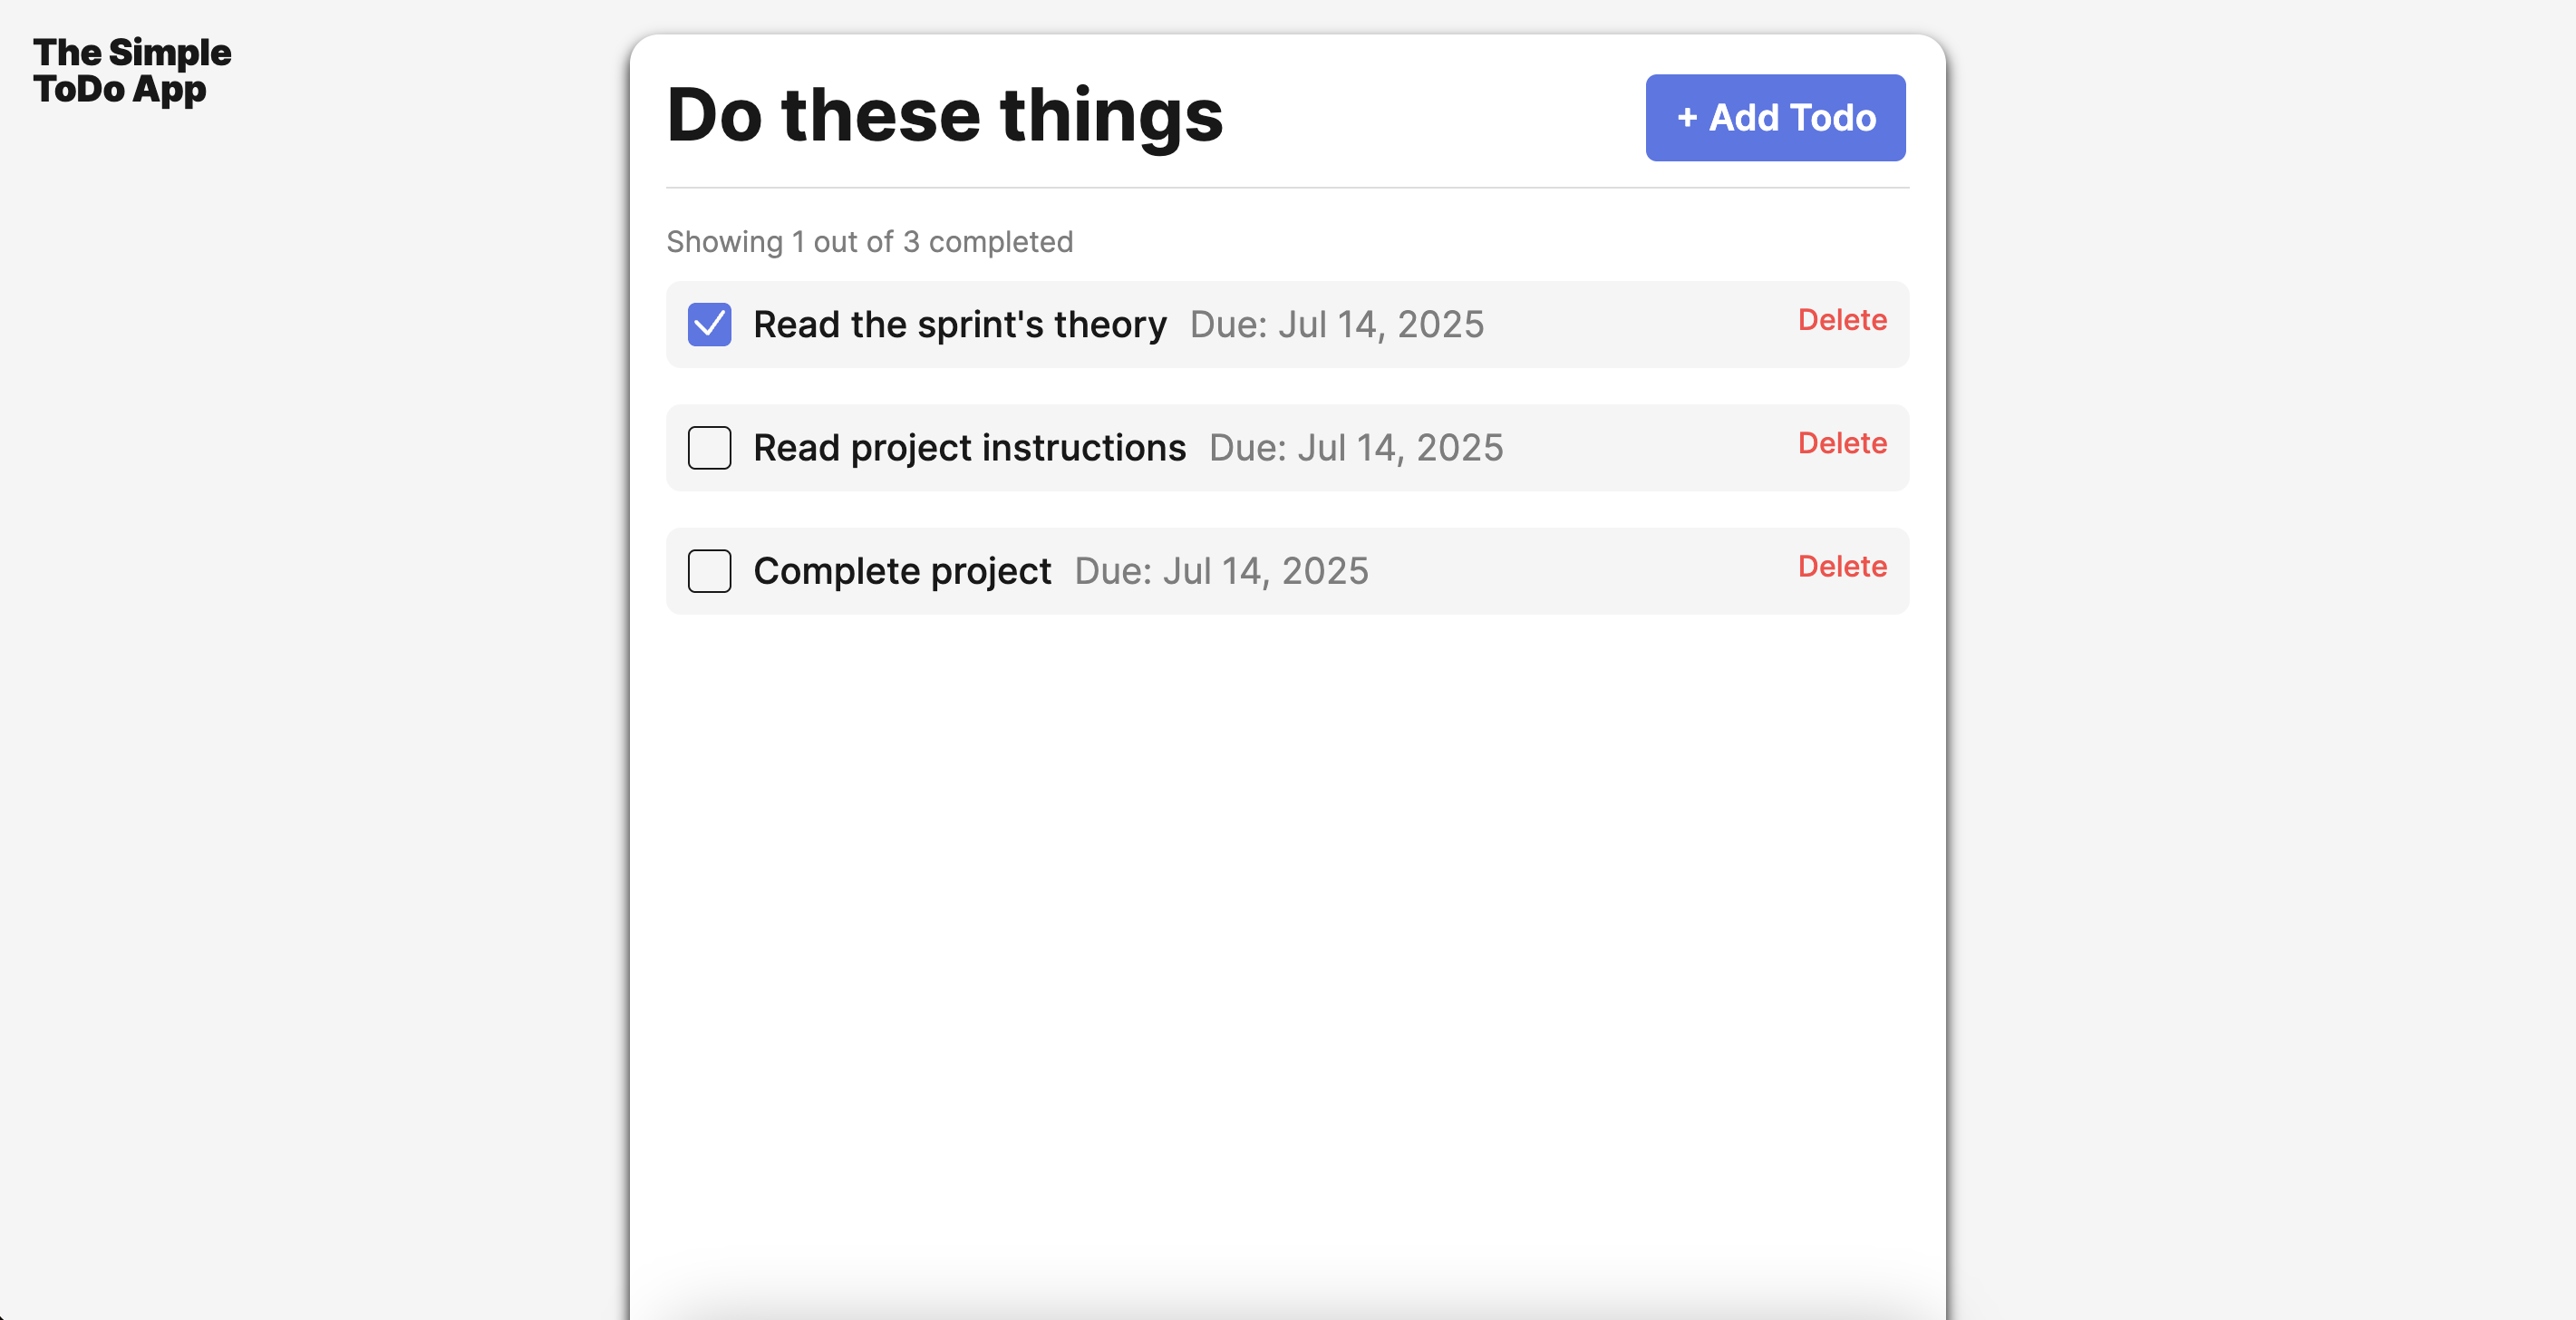 The Simple
ToDo App
Do these things
+ Add Todo
Showing 1 out of 3 completed
Read the sprint's theory Due: Jul 14, 2025 Delete
Read project instructions Due: Jul 14, 2025 Delete
Complete project Due: Jul 14, 2025 Delete